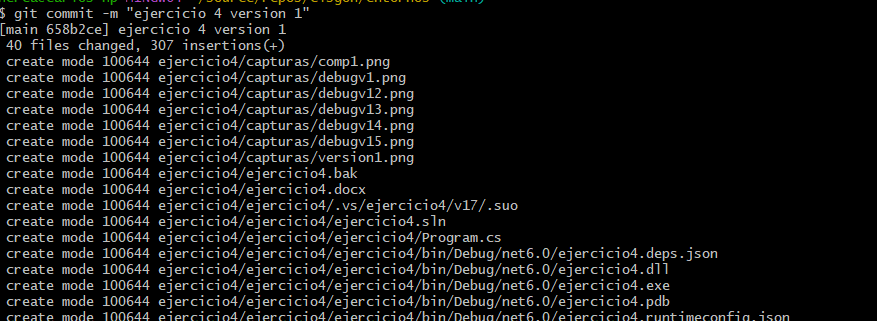 $ git commit -m "ejercicio 4 version 1"
[main 658b2ce] ejercicio 4 version 1
 40 files changed, 307 insertions(+)
 create mode 100644 ejercicio4/capturas/comp1.png
 create mode 100644 ejercicio4/capturas/debugv1.png
 create mode 100644 ejercicio4/capturas/debugv12.png
 create mode 100644 ejercicio4/capturas/debugv13.png
 create mode 100644 ejercicio4/capturas/debugv14.png
 create mode 100644 ejercicio4/capturas/debugv15.png
 create mode 100644 ejercicio4/capturas/version1.png
 create mode 100644 ejercicio4/ejercicio4.bak
 create mode 100644 ejercicio4/ejercicio4.docx
 create mode 100644 ejercicio4/ejercicio4/.vs/ejercicio4/v17/.suo
 create mode 100644 ejercicio4/ejercicio4/ejercicio4.sln
 create mode 100644 ejercicio4/ejercicio4/ejercicio4/Program.cs
 create mode 100644 ejercicio4/ejercicio4/ejercicio4/bin/Debug/net6.0/ejercicio4.deps.json
 create mode 100644 ejercicio4/ejercicio4/ejercicio4/bin/Debug/net6.0/ejercicio4.dll
 create mode 100644 ejercicio4/ejercicio4/ejercicio4/bin/Debug/net6.0/ejercicio4.exe
 create mode 100644 ejercicio4/ejercicio4/ejercicio4/bin/Debug/net6.0/ejercicio4.pdb
 create mode 100644 ejercicio4/ejercicio4/ejercicio4/bin/Debug/net6.0/ejercicio4.runtimeconfig.json